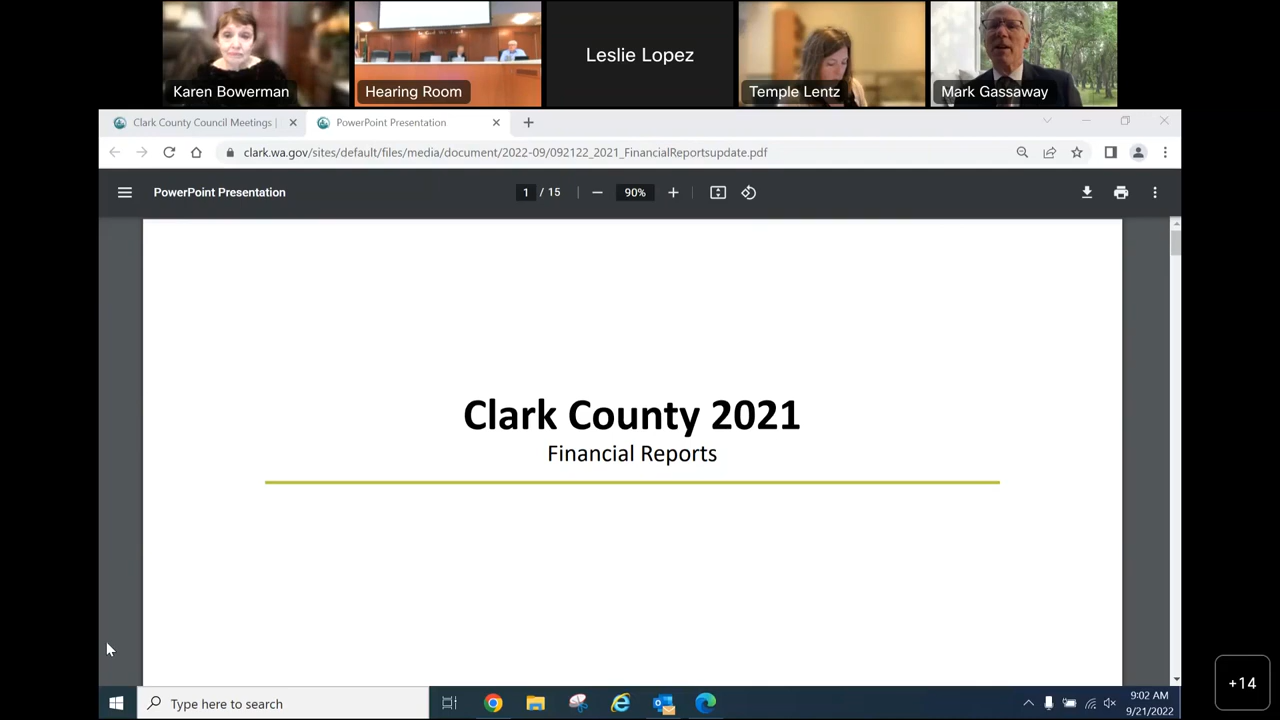 Karen Bowerman
Hearing Room
Leslie Lopez
Temple Lentz
Mark Gassaway
Clark County Council Meetings |
PowerPoint Presentation
clark.wa.gov/sites/default/files/media/document/2022-09/092122_2021_FinancialReportsupdate.pdf
PowerPoint Presentation
1 / 15
90%
Clark County 2021
Financial Reports
Type here to search
9:02 AM
9/21/2022
+14